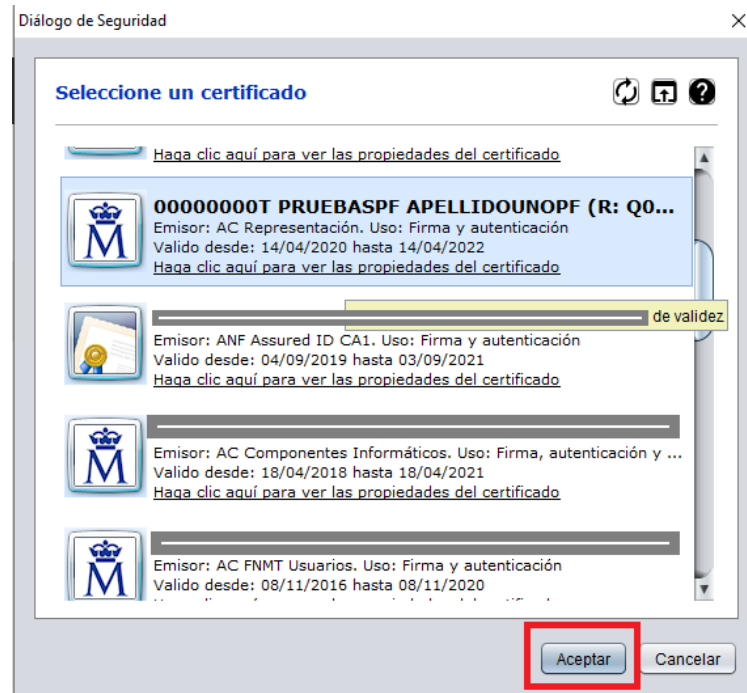 Diálogo de Seguridad
Seleccione un certificado
Haga clic aquí para ver las propiedades del certificado
00000000T PRUEBASPF APELLIDOUNOPF (R: Q0...
Emisor: AC Representación. Uso: Firma y autenticación
Valido desde: 14/04/2020 hasta 14/04/2022
Haga clic aquí para ver las propiedades del certificado
de validez
Emisor: ANF Assured ID CA1. Uso: Firma y autenticación
Valido desde: 04/09/2019 hasta 03/09/2021
Haga clic aquí para ver las propiedades del certificado
Emisor: AC Componentes Informáticos. Uso: Firma, autenticación y ...
Valido desde: 18/04/2018 hasta 18/04/2021
Haga clic aquí para ver las propiedades del certificado
Emisor: AC FNMT Usuarios. Uso: Firma y autenticación
Valido desde: 08/11/2016 hasta 08/11/2020
Aceptar Cancelar